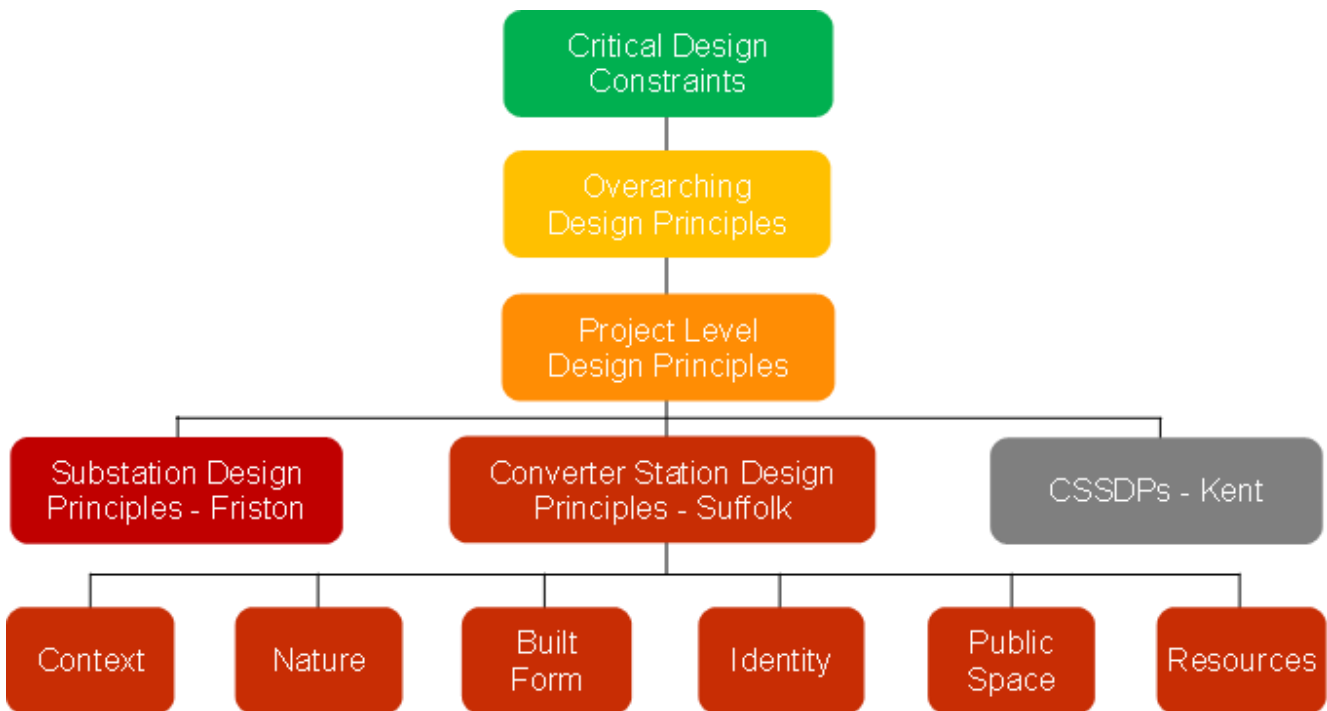 Critical Design
Constraints
Overarching
Design Principles
Project Level
Design Principles
Substation Design
Principles - Friston
Converter Station Design
Principles - Suffolk
CSSDPs - Kent
Context
Nature
Built
Form
Identity
Public
Space
Resources